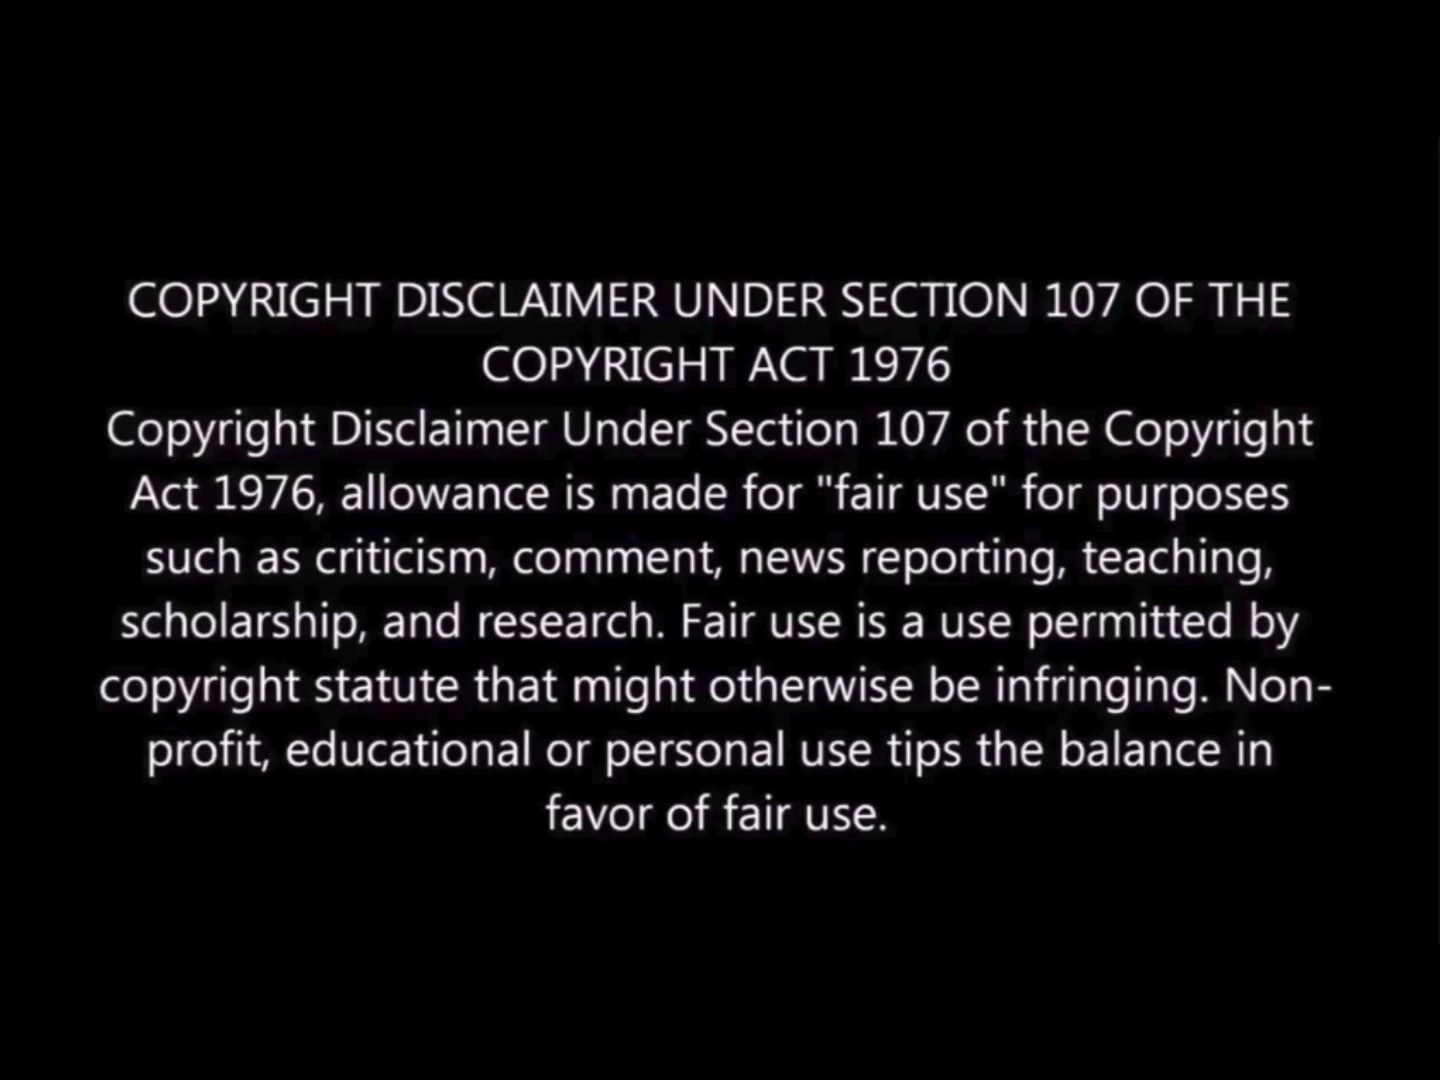 COPYRIGHT DISCLAIMER UNDER SECTION 107 OF THE
COPYRIGHT ACT 1976
Copyright Disclaimer Under Section 107 of the Copyright
Act 1976, allowance is made for "fair use" for purposes
such as criticism, comment, news reporting, teaching,
scholarship, and research. Fair use is a use permitted by
copyright statute that might otherwise be infringing. Non-
profit, educational or personal use tips the balance in
favor of fair use.